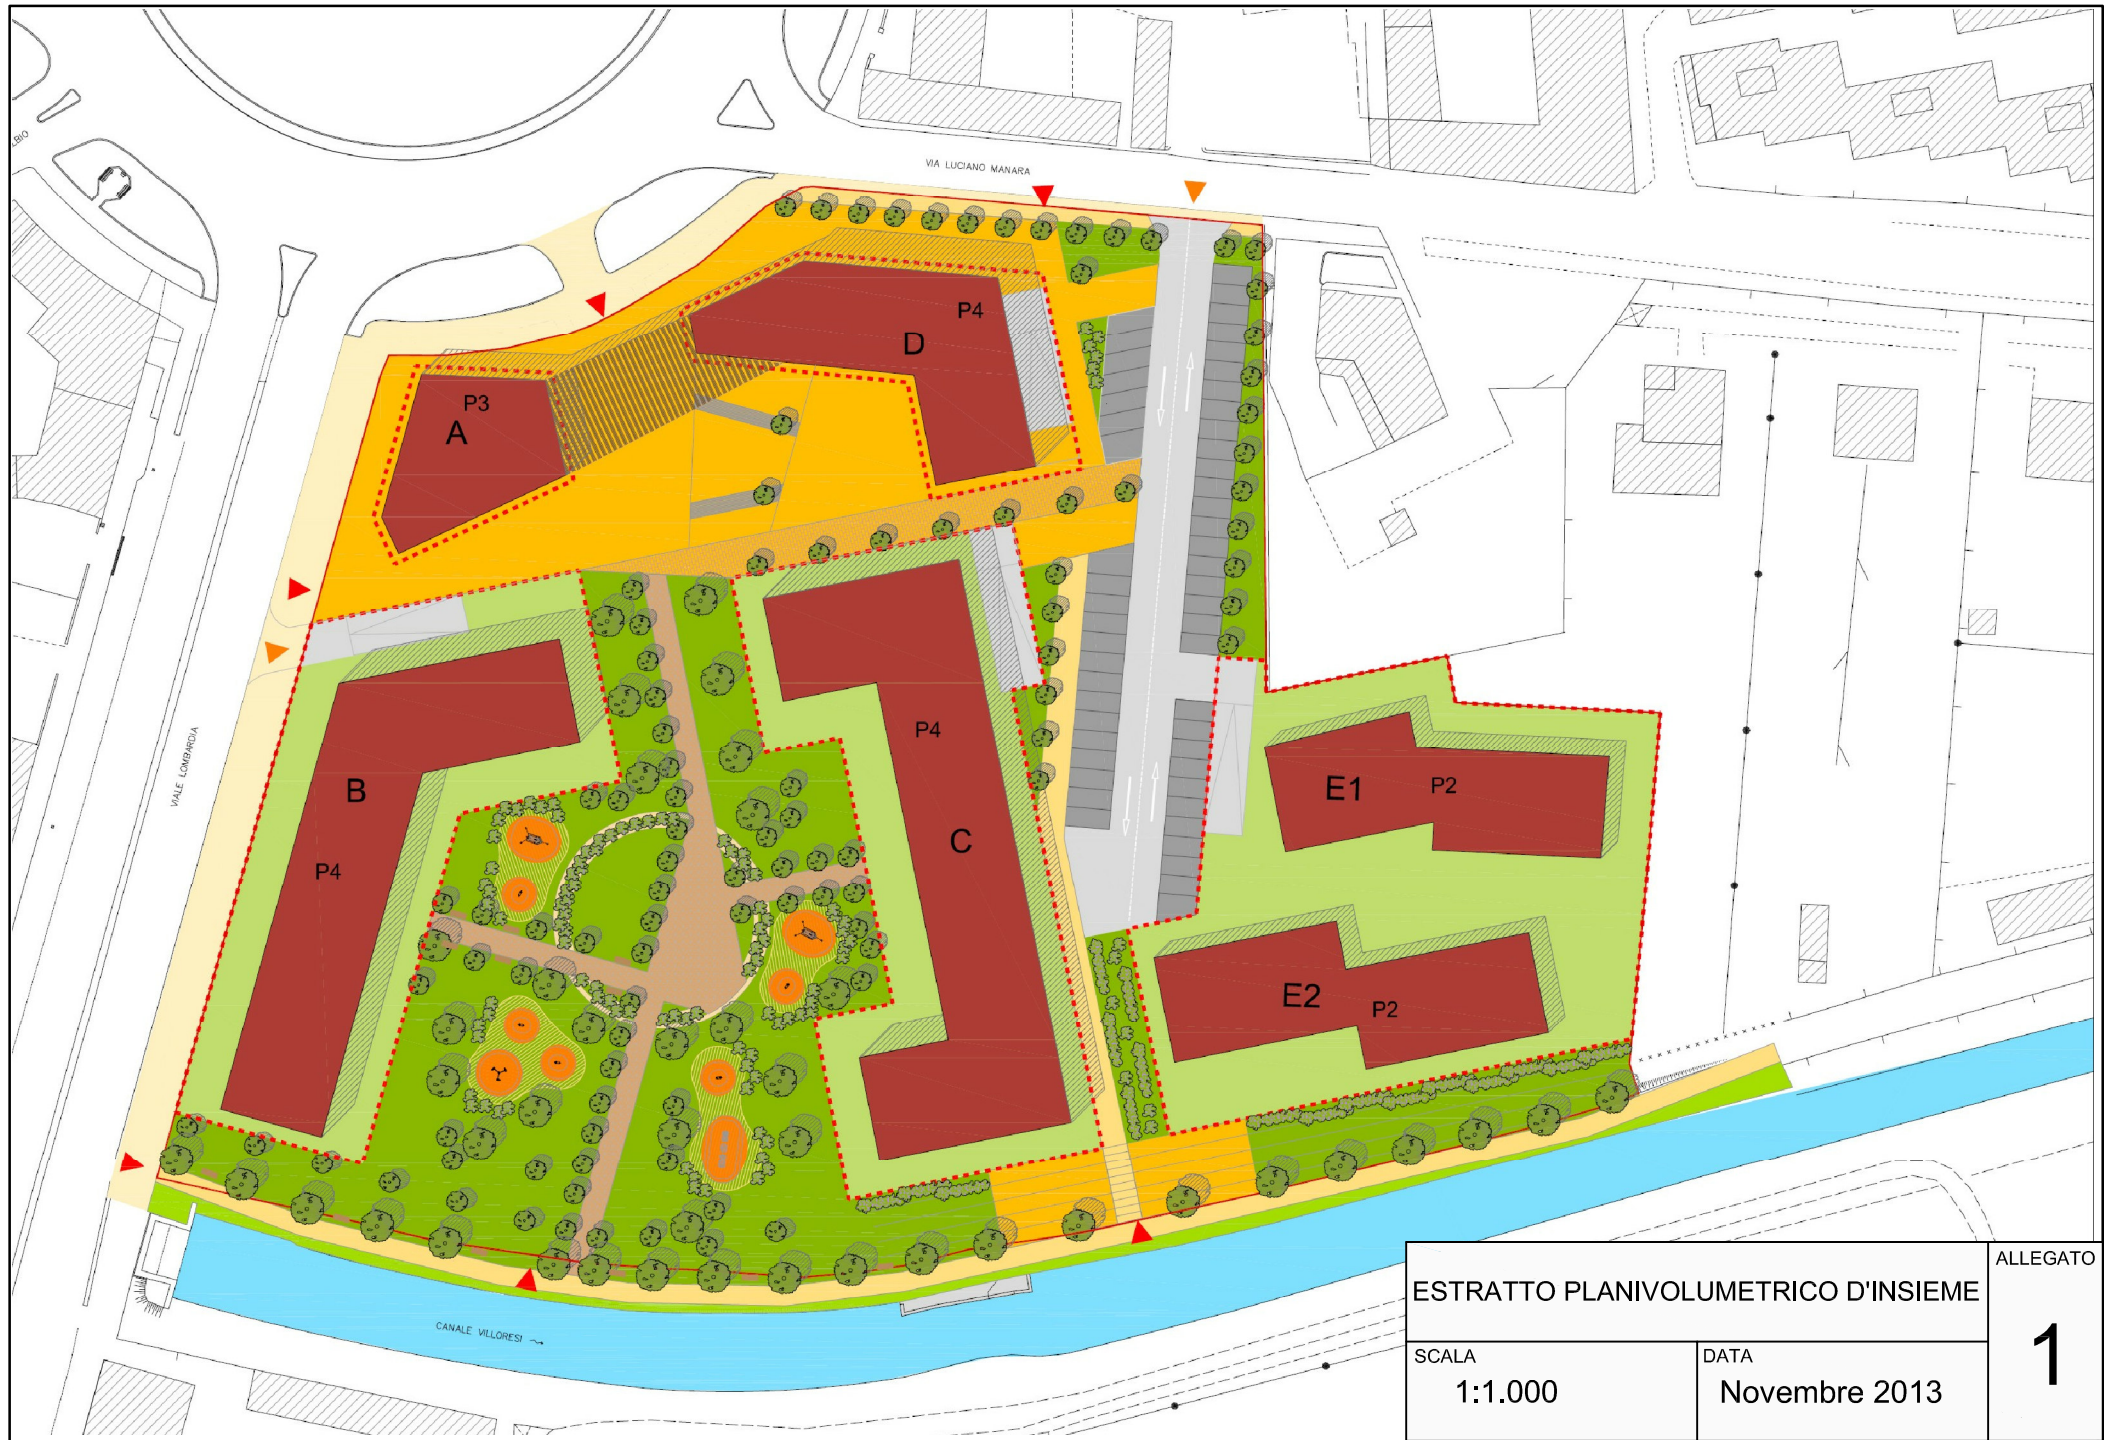 LBIO
VIA LUCIANO MANARA
P4
D
P3
A
VIALE LOMBARDIA
B
P4
P4
C
E1
P2
E2
P2
CANALE VILLORESI →
ESTRATTO PLANIVOLUMETRICO D'INSIEME
ALLEGATO
1
SCALA
1:1.000
DATA
Novembre 2013